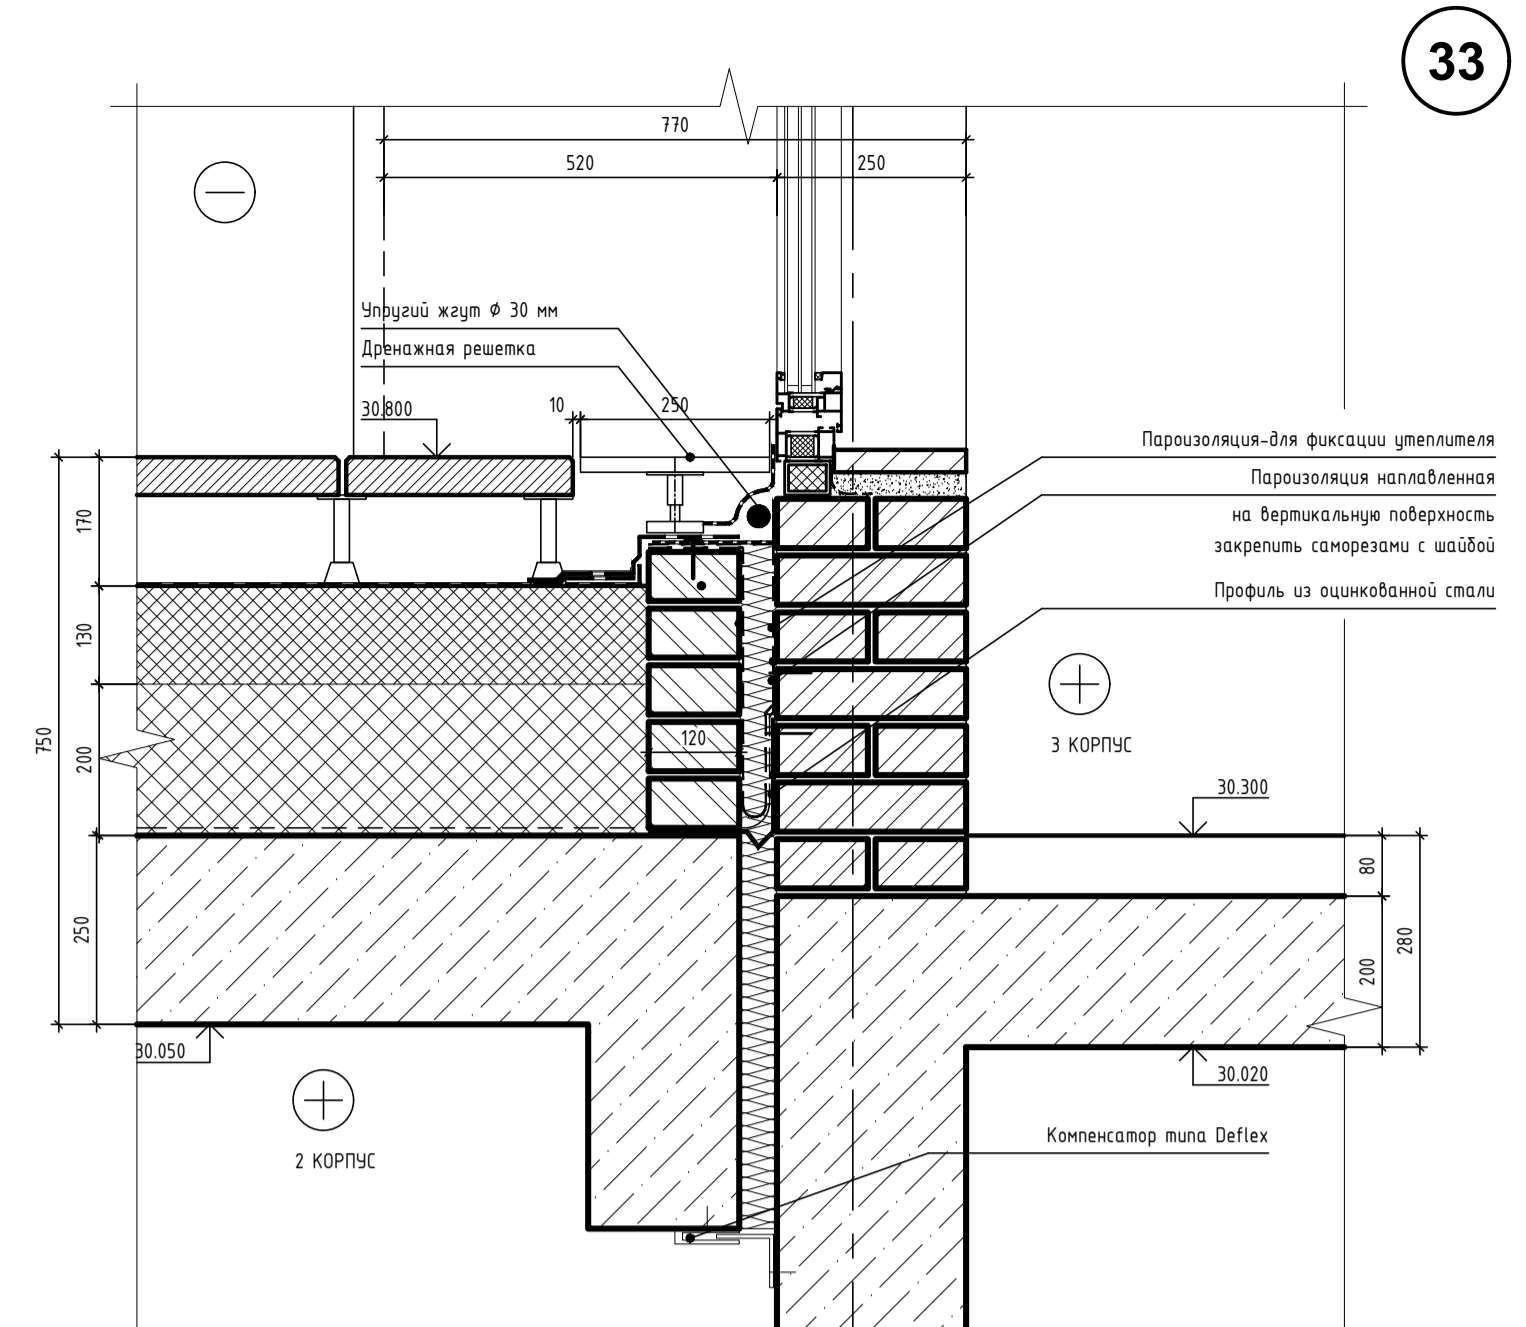 33
770
520
250
Упругий жгут Ø 30 мм
Дренажная решетка
30.800
10
250
Пароизоляция-для фиксации утеплителя
Пароизоляция наплавленная
на вертикальную поверхность
закрепить саморезами с шайбой
Профиль из оцинкованной стали
170
130
750
200
120
3 КОРПУС
30.300
80
250
280
200
30.050
30.020
2 КОРПУС
Компенсатор типа Deflex